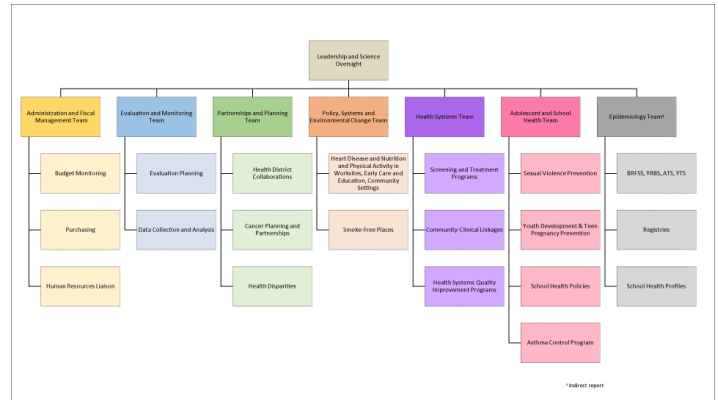 Leadership and Science
Oversight
Administration and Fiscal
Management Team
Evaluation and Monitoring
Team
Partnerships and Planning
Team
Policy, Systems and
Environmental Change Team
Health Systems Team
Adolescent and School
Health Team
Epidemiology Team*
Budget Monitoring
Evaluation Planning
Health District
Collaborations
Heart Disease and Nutrition
and Physical Activity in
Worksites, Early Care and
Education, Community
Settings
Screening and Treatment
Programs
Sexual Violence Prevention
BRFSS, YRBS, ATS, YTS
Purchasing
Data Collection and Analysis
Cancer Planning and
Partnerships
Smoke-Free Places
Community-Clinical Linkages
Youth Development & Teen
Pregnancy Prevention
Registries
Human Resources Liaison
Health Disparities
Health Systems Quality
Improvement Programs
School Health Policies
School Health Profiles
Asthma Control Program
* Indirect report